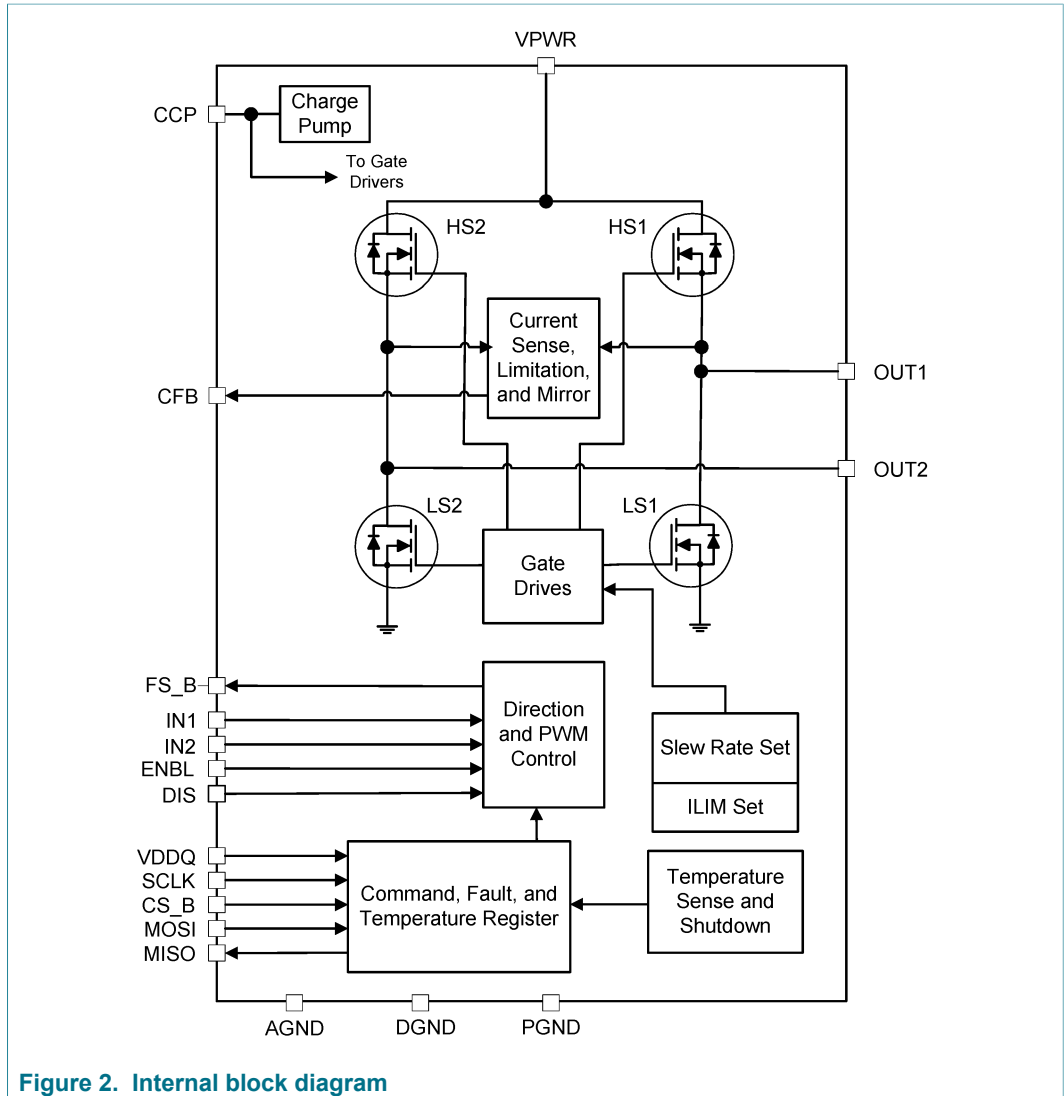 VPWR
CCP
Charge
Pump
To Gate
Drivers
HS2
HS1
Current
Sense,
Limitation,
and Mirror
OUT1
CFB
OUT2
LS2
LS1
Gate
Drives
FS_B
IN1
IN2
ENBL
DIS
Direction
and PWM
Control
Slew Rate Set
ILIM Set
VDDQ
SCLK
CS_B
MOSI
MISO
Command, Fault, and
Temperature Register
Temperature
Sense and
Shutdown
AGND
DGND
PGND
Figure 2. Internal block diagram